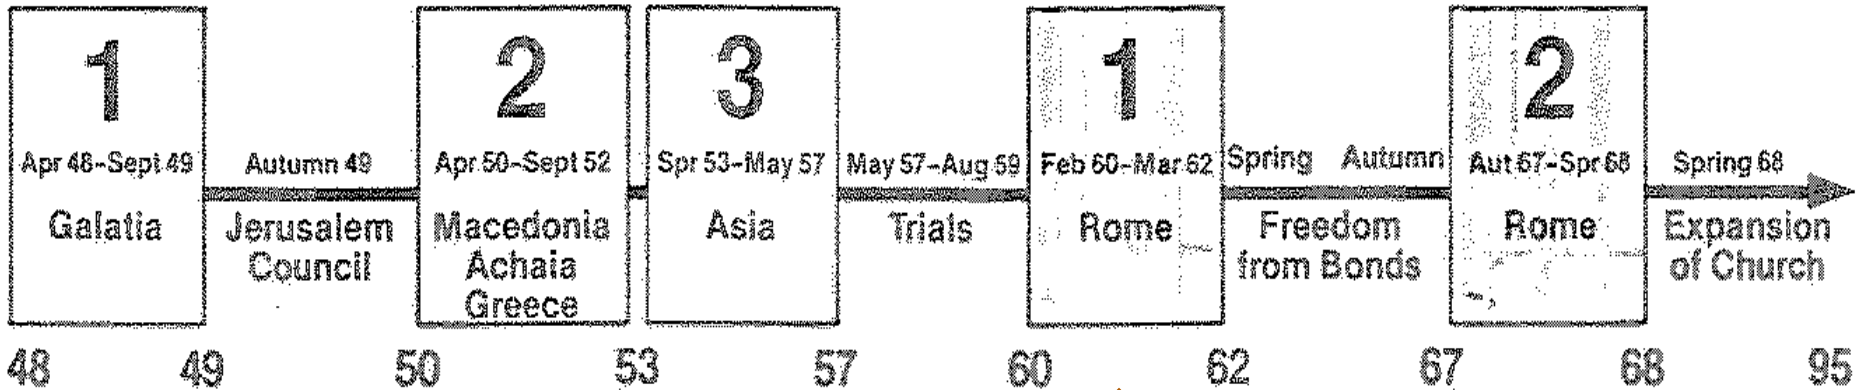 1
Apr 48-Sept 49
Galatia
Autumn 49
Jerusalem
Council
2
Apr 50-Sept 52
Macedonia
Achaia
Greece
3
Spr 53-May 57
Asia
May 57-Aug 59
Trials
1
Feb 60-Mar 62
Rome
Spring Autumn
Freedom
from Bonds
2
Aut 67-Spr 68
Rome
Spring 68
Expansion
of Church
48 49 50 53 57 60 62 67 68 95